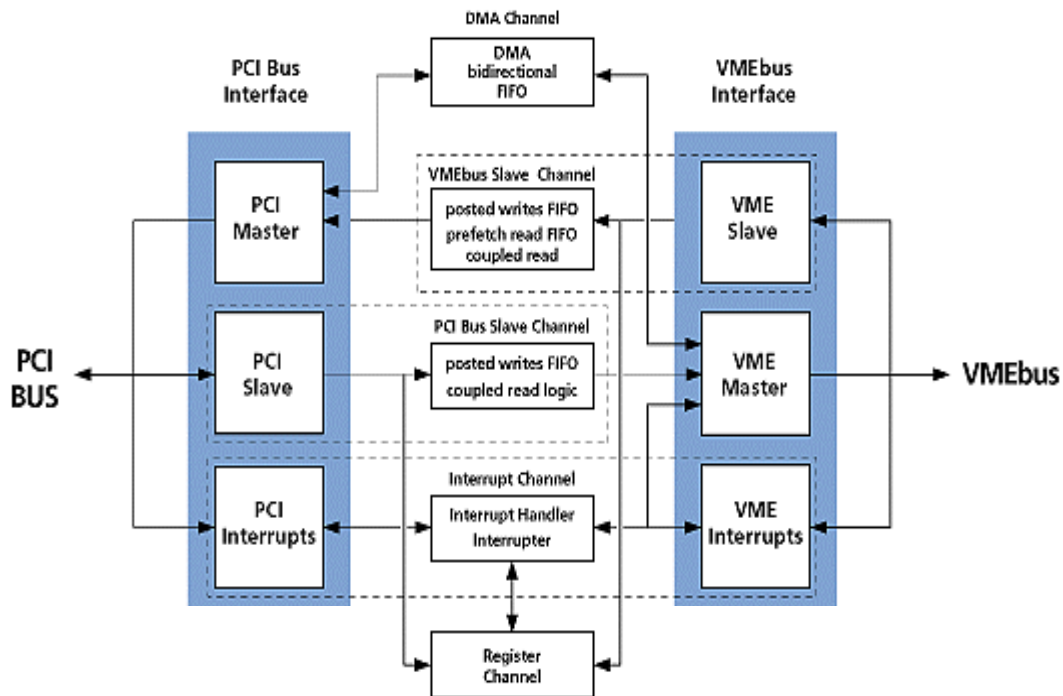 DMA Channel
DMA
bidirectional
FIFO
PCI Bus
Interface
VMEbus
Interface
VMEbus Slave Channel
PCI
Master
posted writes FIFO
prefetch read FIFO
coupled read
VME
Slave
PCI Bus Slave Channel
PCI
BUS
PCI
Slave
posted writes FIFO
coupled read logic
VME
Master
VMEbus
Interrupt Channel
PCI
Interrupts
Interrupt Handler
Interrupter
VME
Interrupts
Register
Channel